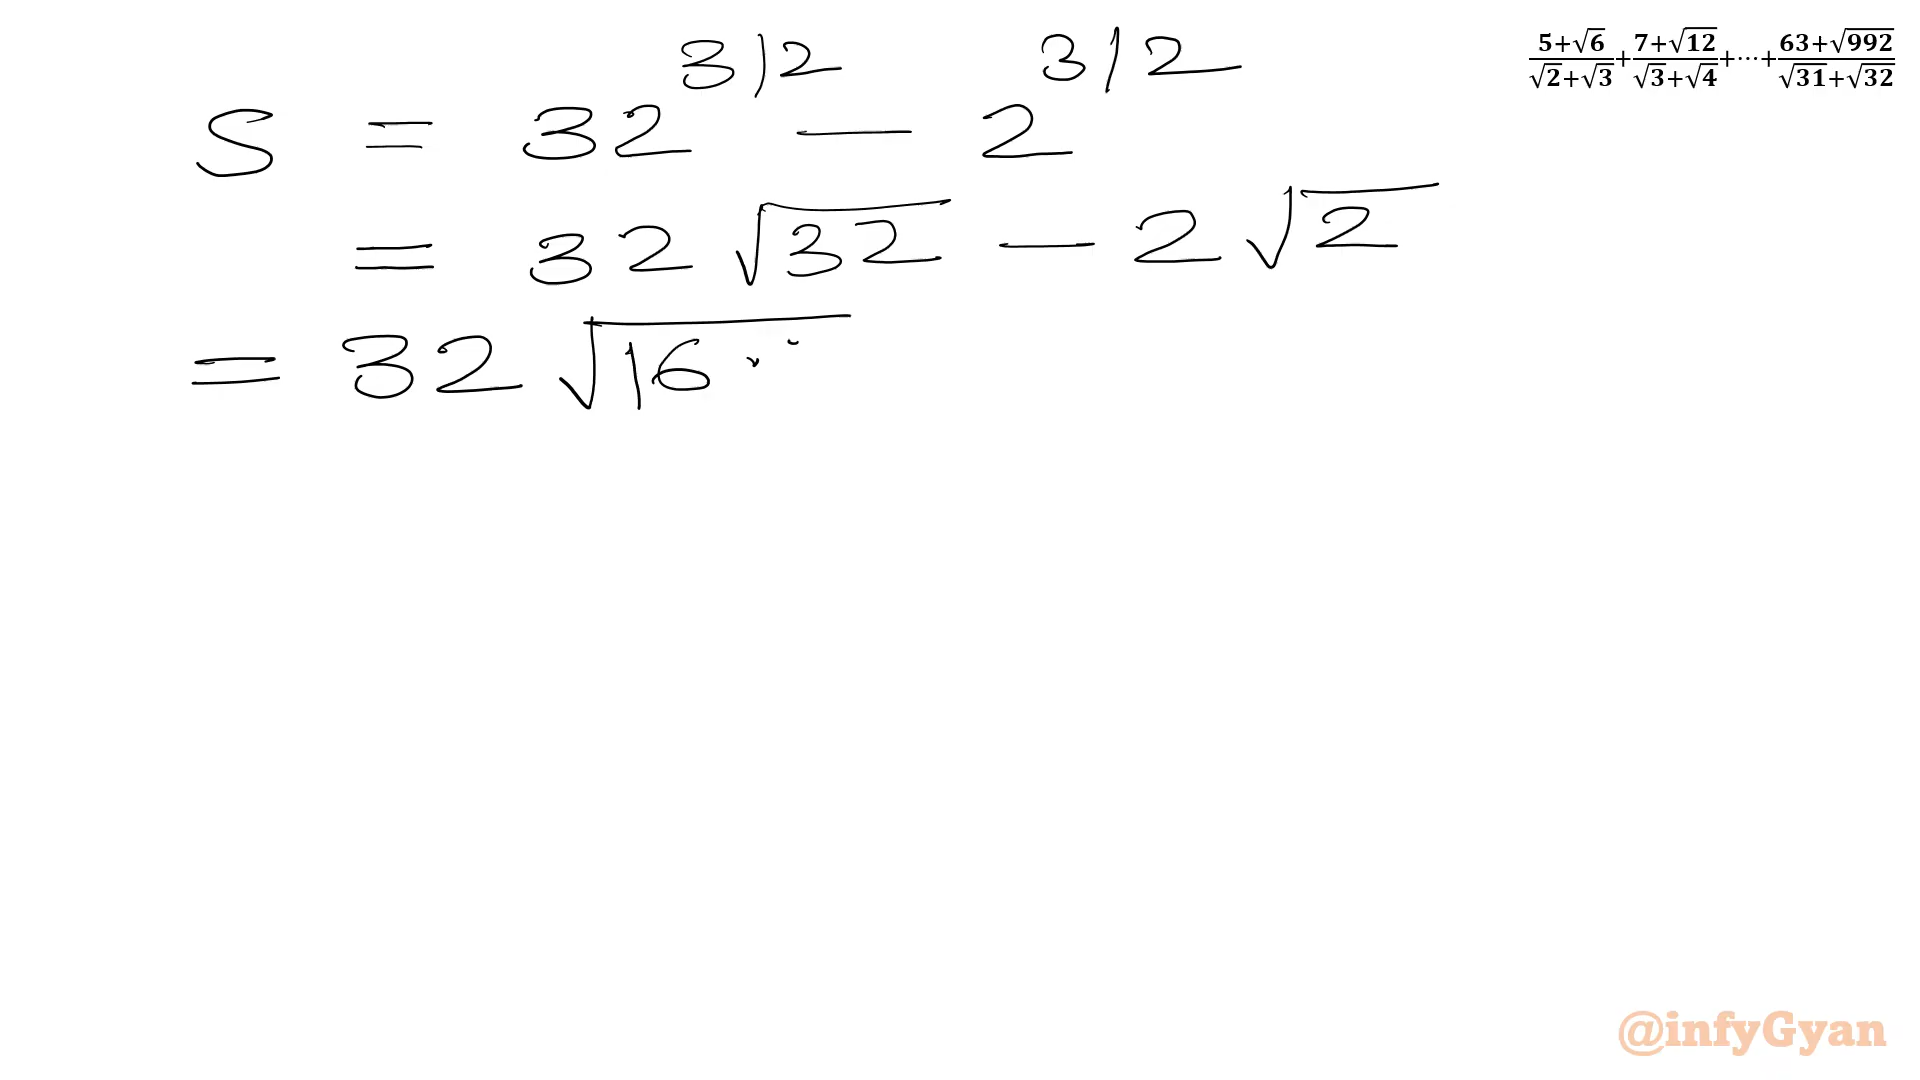 S = 32^{3/2} - 2^{3/2}
= 32√32 - 2√2
= 32√16
(5+√6)/(√2+√3) + (7+√12)/(√3+√4) + ⋯ + (63+√992)/(√31+√32)
@infyGyan